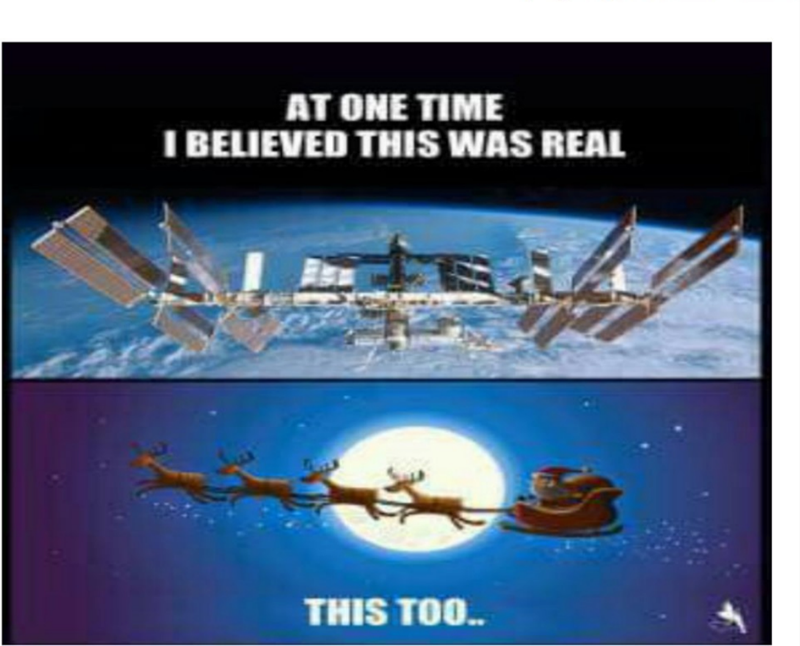 AT ONE TIME
I BELIEVED THIS WAS REAL
THIS TOO..